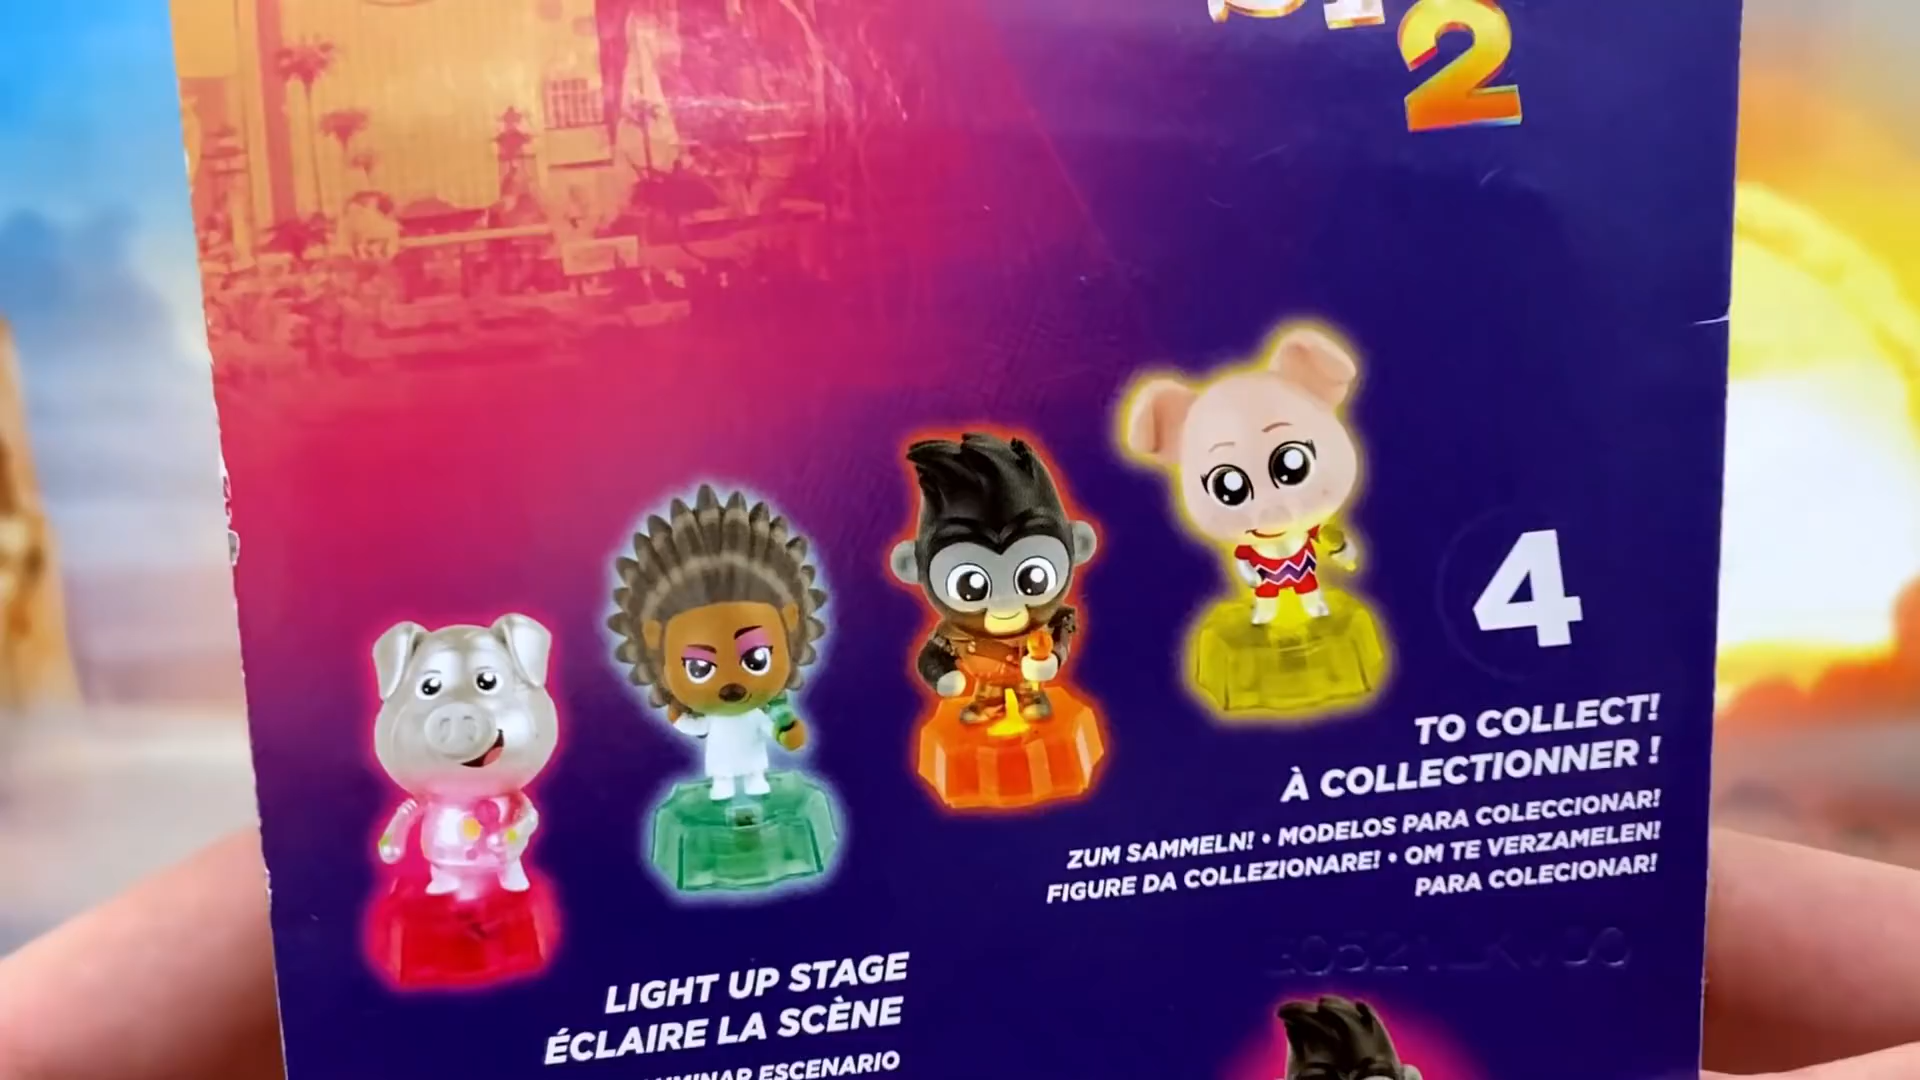 2
4
TO COLLECT!
À COLLECTIONNER !
ZUM SAMMELN! • MODELOS PARA COLECCIONAR!
FIGURE DA COLLEZIONARE! • OM TE VERZAMELEN!
PARA COLECIONAR!
LIGHT UP STAGE
ÉCLAIRE LA SCÈNE
ESCENARIO